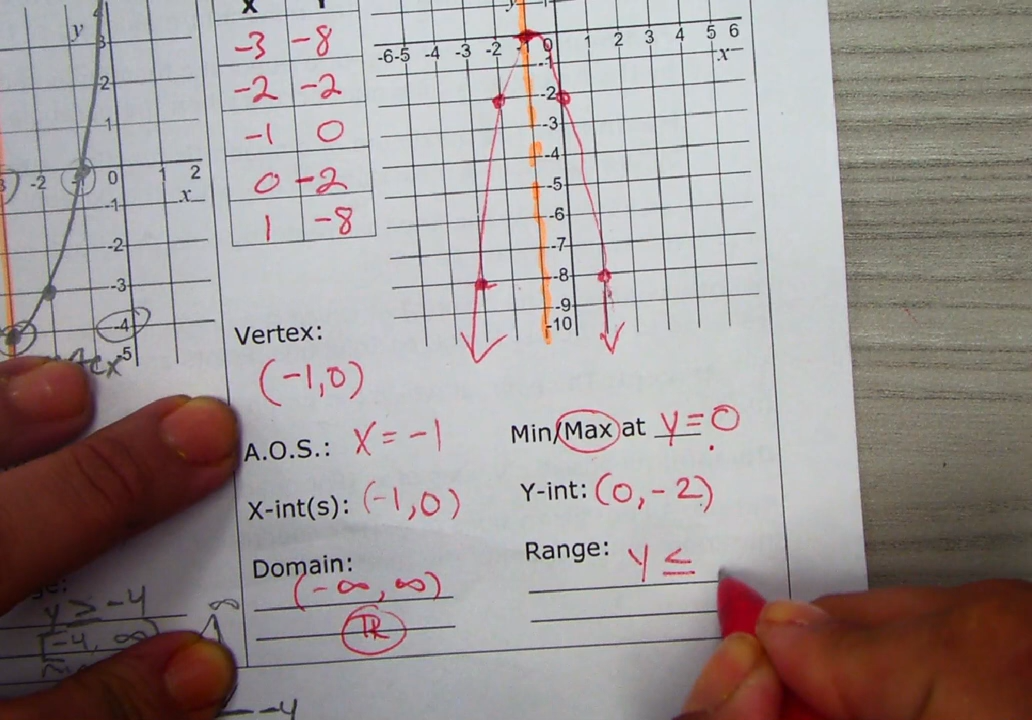 X Y
-3 -8
-2 -2
-1 0
0 -2
1 -8
y
3
2
1
-2 0 1 2
x
-1
-2
-3
-4
-5
y 1
-6 -5 -4 -3 -2 0 1 2 3 4 5 6
x
-1
-2
-3
-4
-5
-6
-7
-8
-9
-10
Vertex:
(-1,0)
A.O.S.: X = -1
Min/Max at y = 0
X-int(s): (-1,0)
Y-int: (0,-2)
Domain:
(-∞,∞)
ℝ
Range: y ≤
y ≥ -4
-4